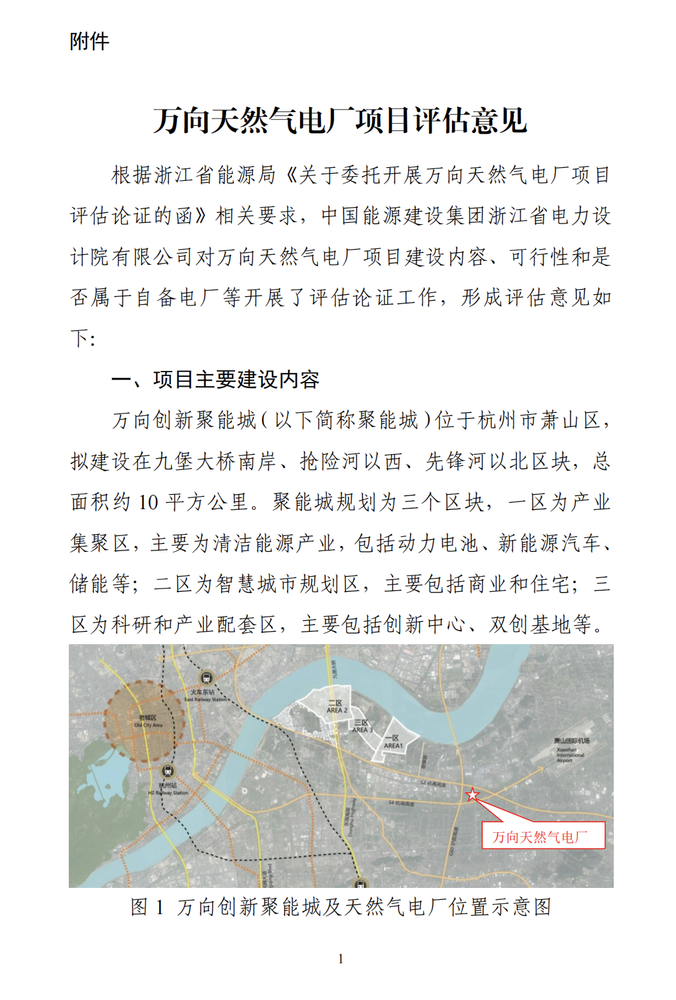 附件
万向天然气电厂项目评估意见
根据浙江省能源局《关于委托开展万向天然气电厂项目
评估论证的函》相关要求，中国能源建设集团浙江省电力设
计院有限公司对万向天然气电厂项目建设内容、可行性和是
否属于自备电厂等开展了评估论证工作，形成评估意见如
下：
一、项目主要建设内容
万向创新聚能城（以下简称聚能城）位于杭州市萧山区，
拟建设在九堡大桥南岸、抢险河以西、先锋河以北区块，总
面积约 10 平方公里。聚能城规划为三个区块，一区为产业
集聚区，主要为清洁能源产业，包括动力电池、新能源汽车、
储能等；二区为智慧城市规划区，主要包括商业和住宅；三
区为科研和产业配套区，主要包括创新中心、双创基地等。
九堡大桥
火车东站
East Railway Station
二区
AREA 2
老城区
Old City Area
三区
AREA 3
一区
AREA1
萧山国际机场
Xiaoshan
International
Airport
杭州站
HZ Railway Station
S2 杭甬高速
S4 机场高速
Donghu Highway
万向天然气电厂
图 1 万向创新聚能城及天然气电厂位置示意图
1